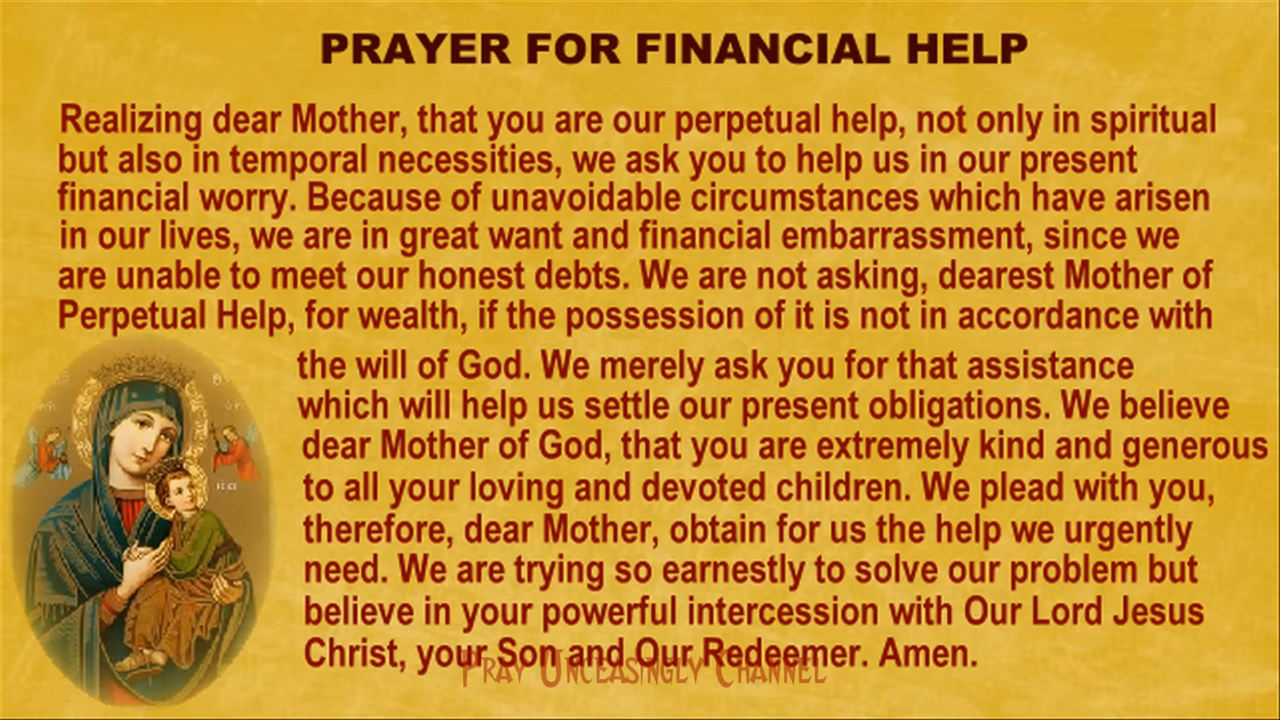 PRAYER FOR FINANCIAL HELP
Realizing dear Mother, that you are our perpetual help, not only in spiritual
but also in temporal necessities, we ask you to help us in our present
financial worry. Because of unavoidable circumstances which have arisen
in our lives, we are in great want and financial embarrassment, since we
are unable to meet our honest debts. We are not asking, dearest Mother of
Perpetual Help, for wealth, if the possession of it is not in accordance with
the will of God. We merely ask you for that assistance
which will help us settle our present obligations. We believe
dear Mother of God, that you are extremely kind and generous
to all your loving and devoted children. We plead with you,
therefore, dear Mother, obtain for us the help we urgently
need. We are trying so earnestly to solve our problem but
believe in your powerful intercession with Our Lord Jesus
Christ, your Son and Our Redeemer. Amen.
PRAY UNCEASINGLY CHANNEL